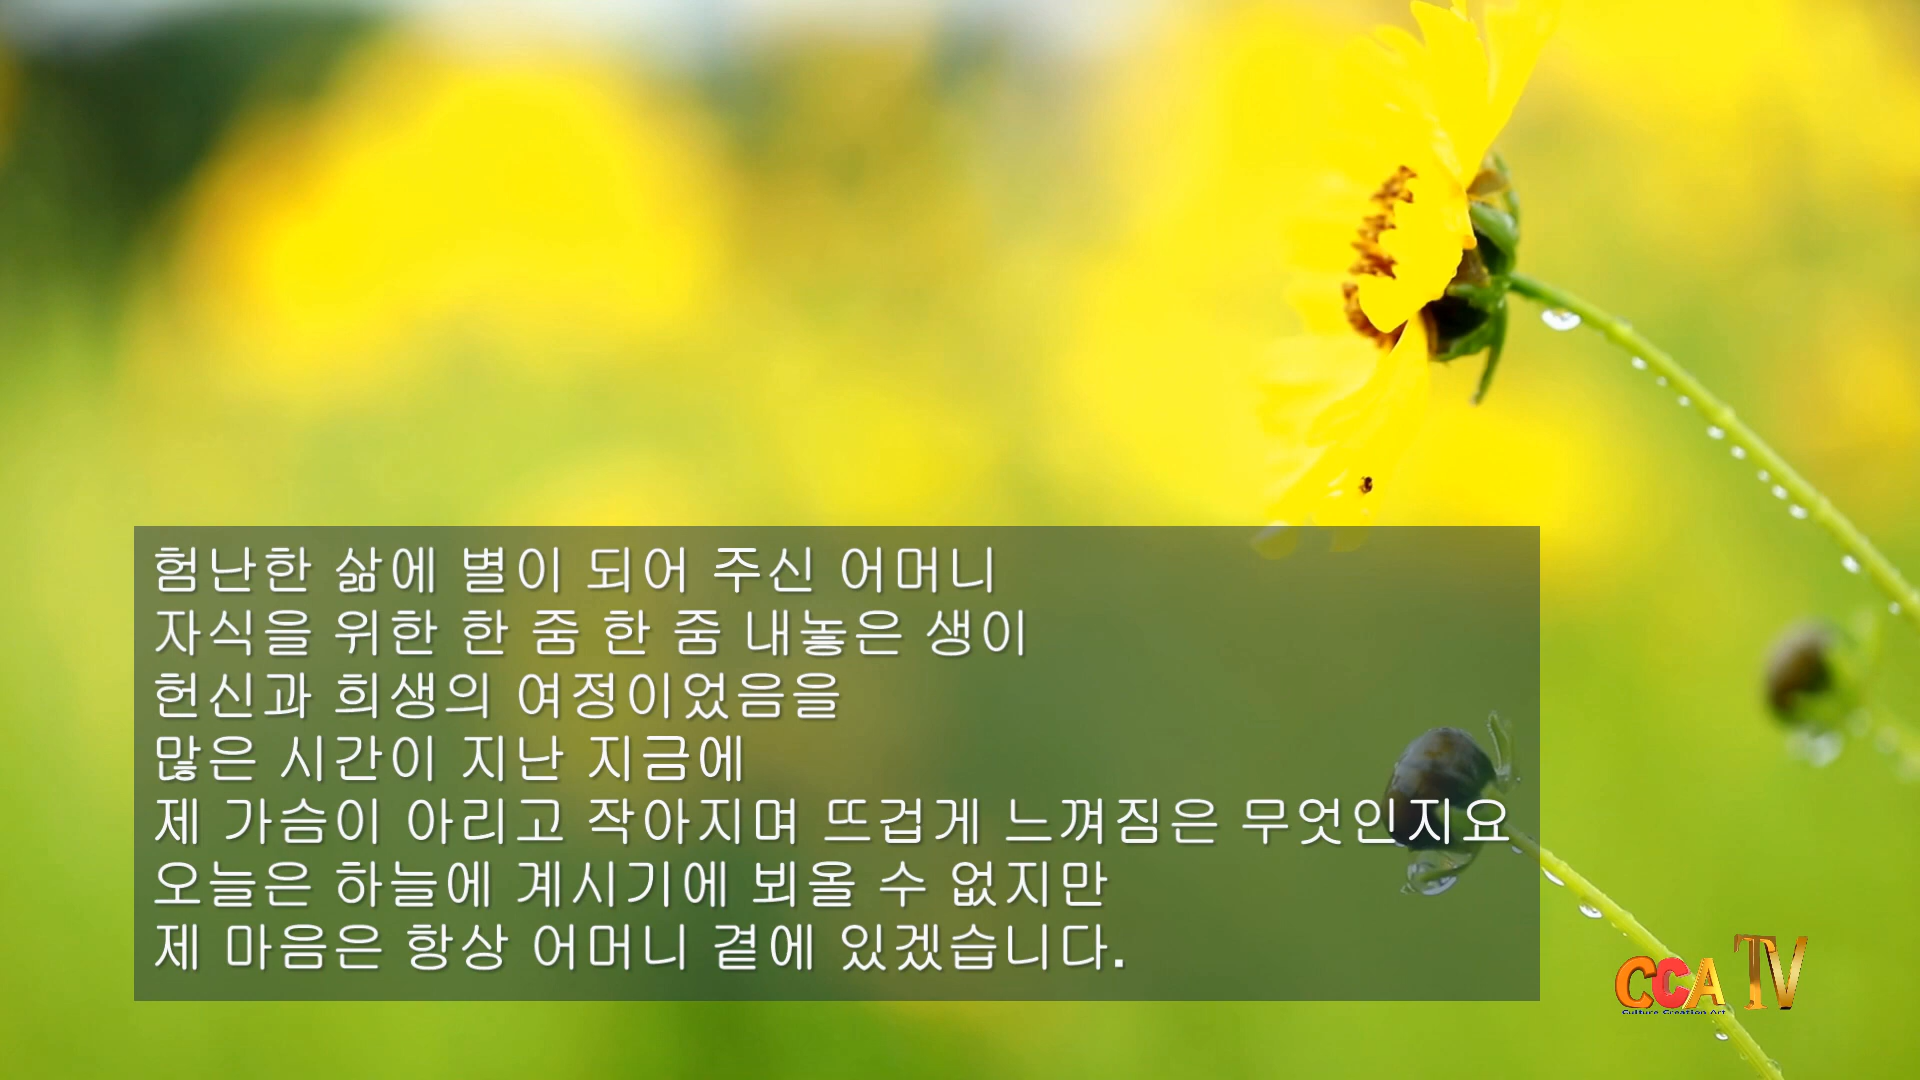 험난한 삶에 별이 되어 주신 어머니
자식을 위한 한 줌 한 줌 내놓은 생이
헌신과 희생의 여정이었음을
많은 시간이 지난 지금에
제 가슴이 아리고 작아지며 뜨겁게 느껴짐은 무엇인지요
오늘은 하늘에 계시기에 뵈올 수 없지만
제 마음은 항상 어머니 곁에 있겠습니다.
CCA TV
Culture Creation Art